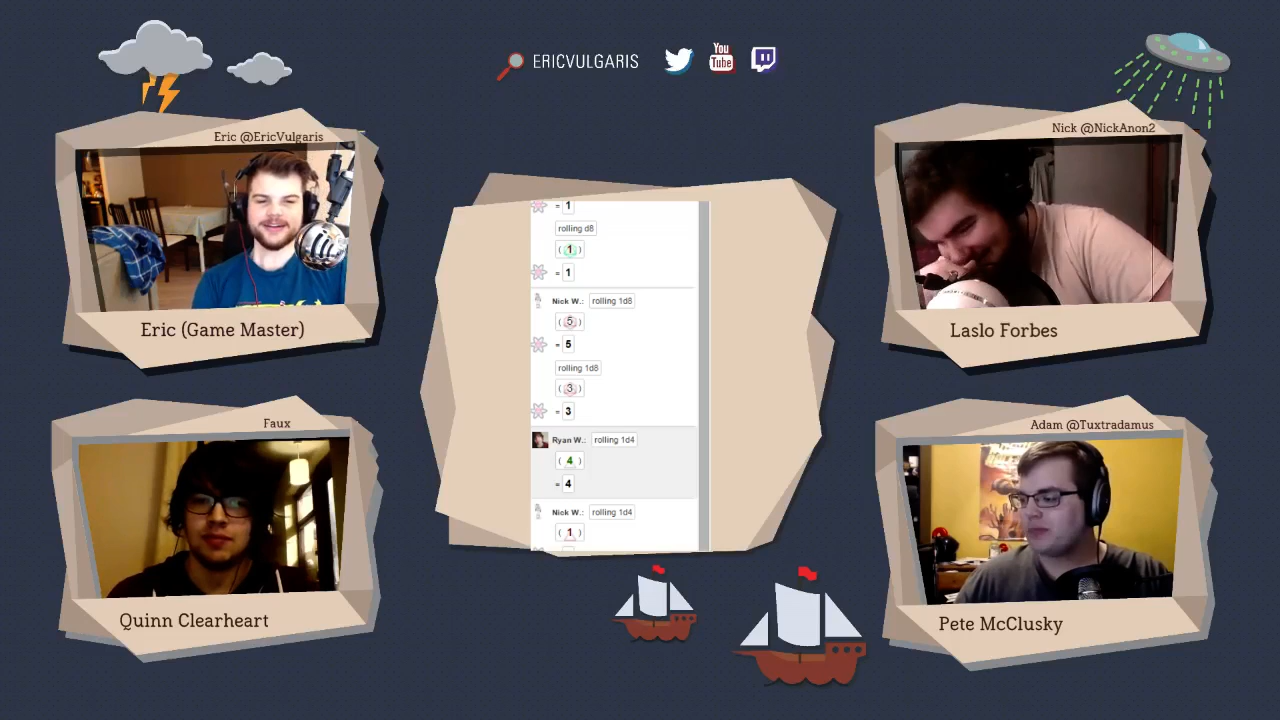 ERICVULGARIS
You
Tube
Eric @EricVulgaris
Eric (Game Master)
Nick @NickAnon2
Laslo Forbes
= 1
rolling d8
( 1 )
= 1
Nick W.: rolling 1d8
( 5 )
= 5
rolling 1d8
( 3 )
= 3
Ryan W.: rolling 1d4
( 4 )
= 4
Nick W.: rolling 1d4
( 1 )
Faux
Quinn Clearheart
Adam @Tuxtradamus
Pete McClusky